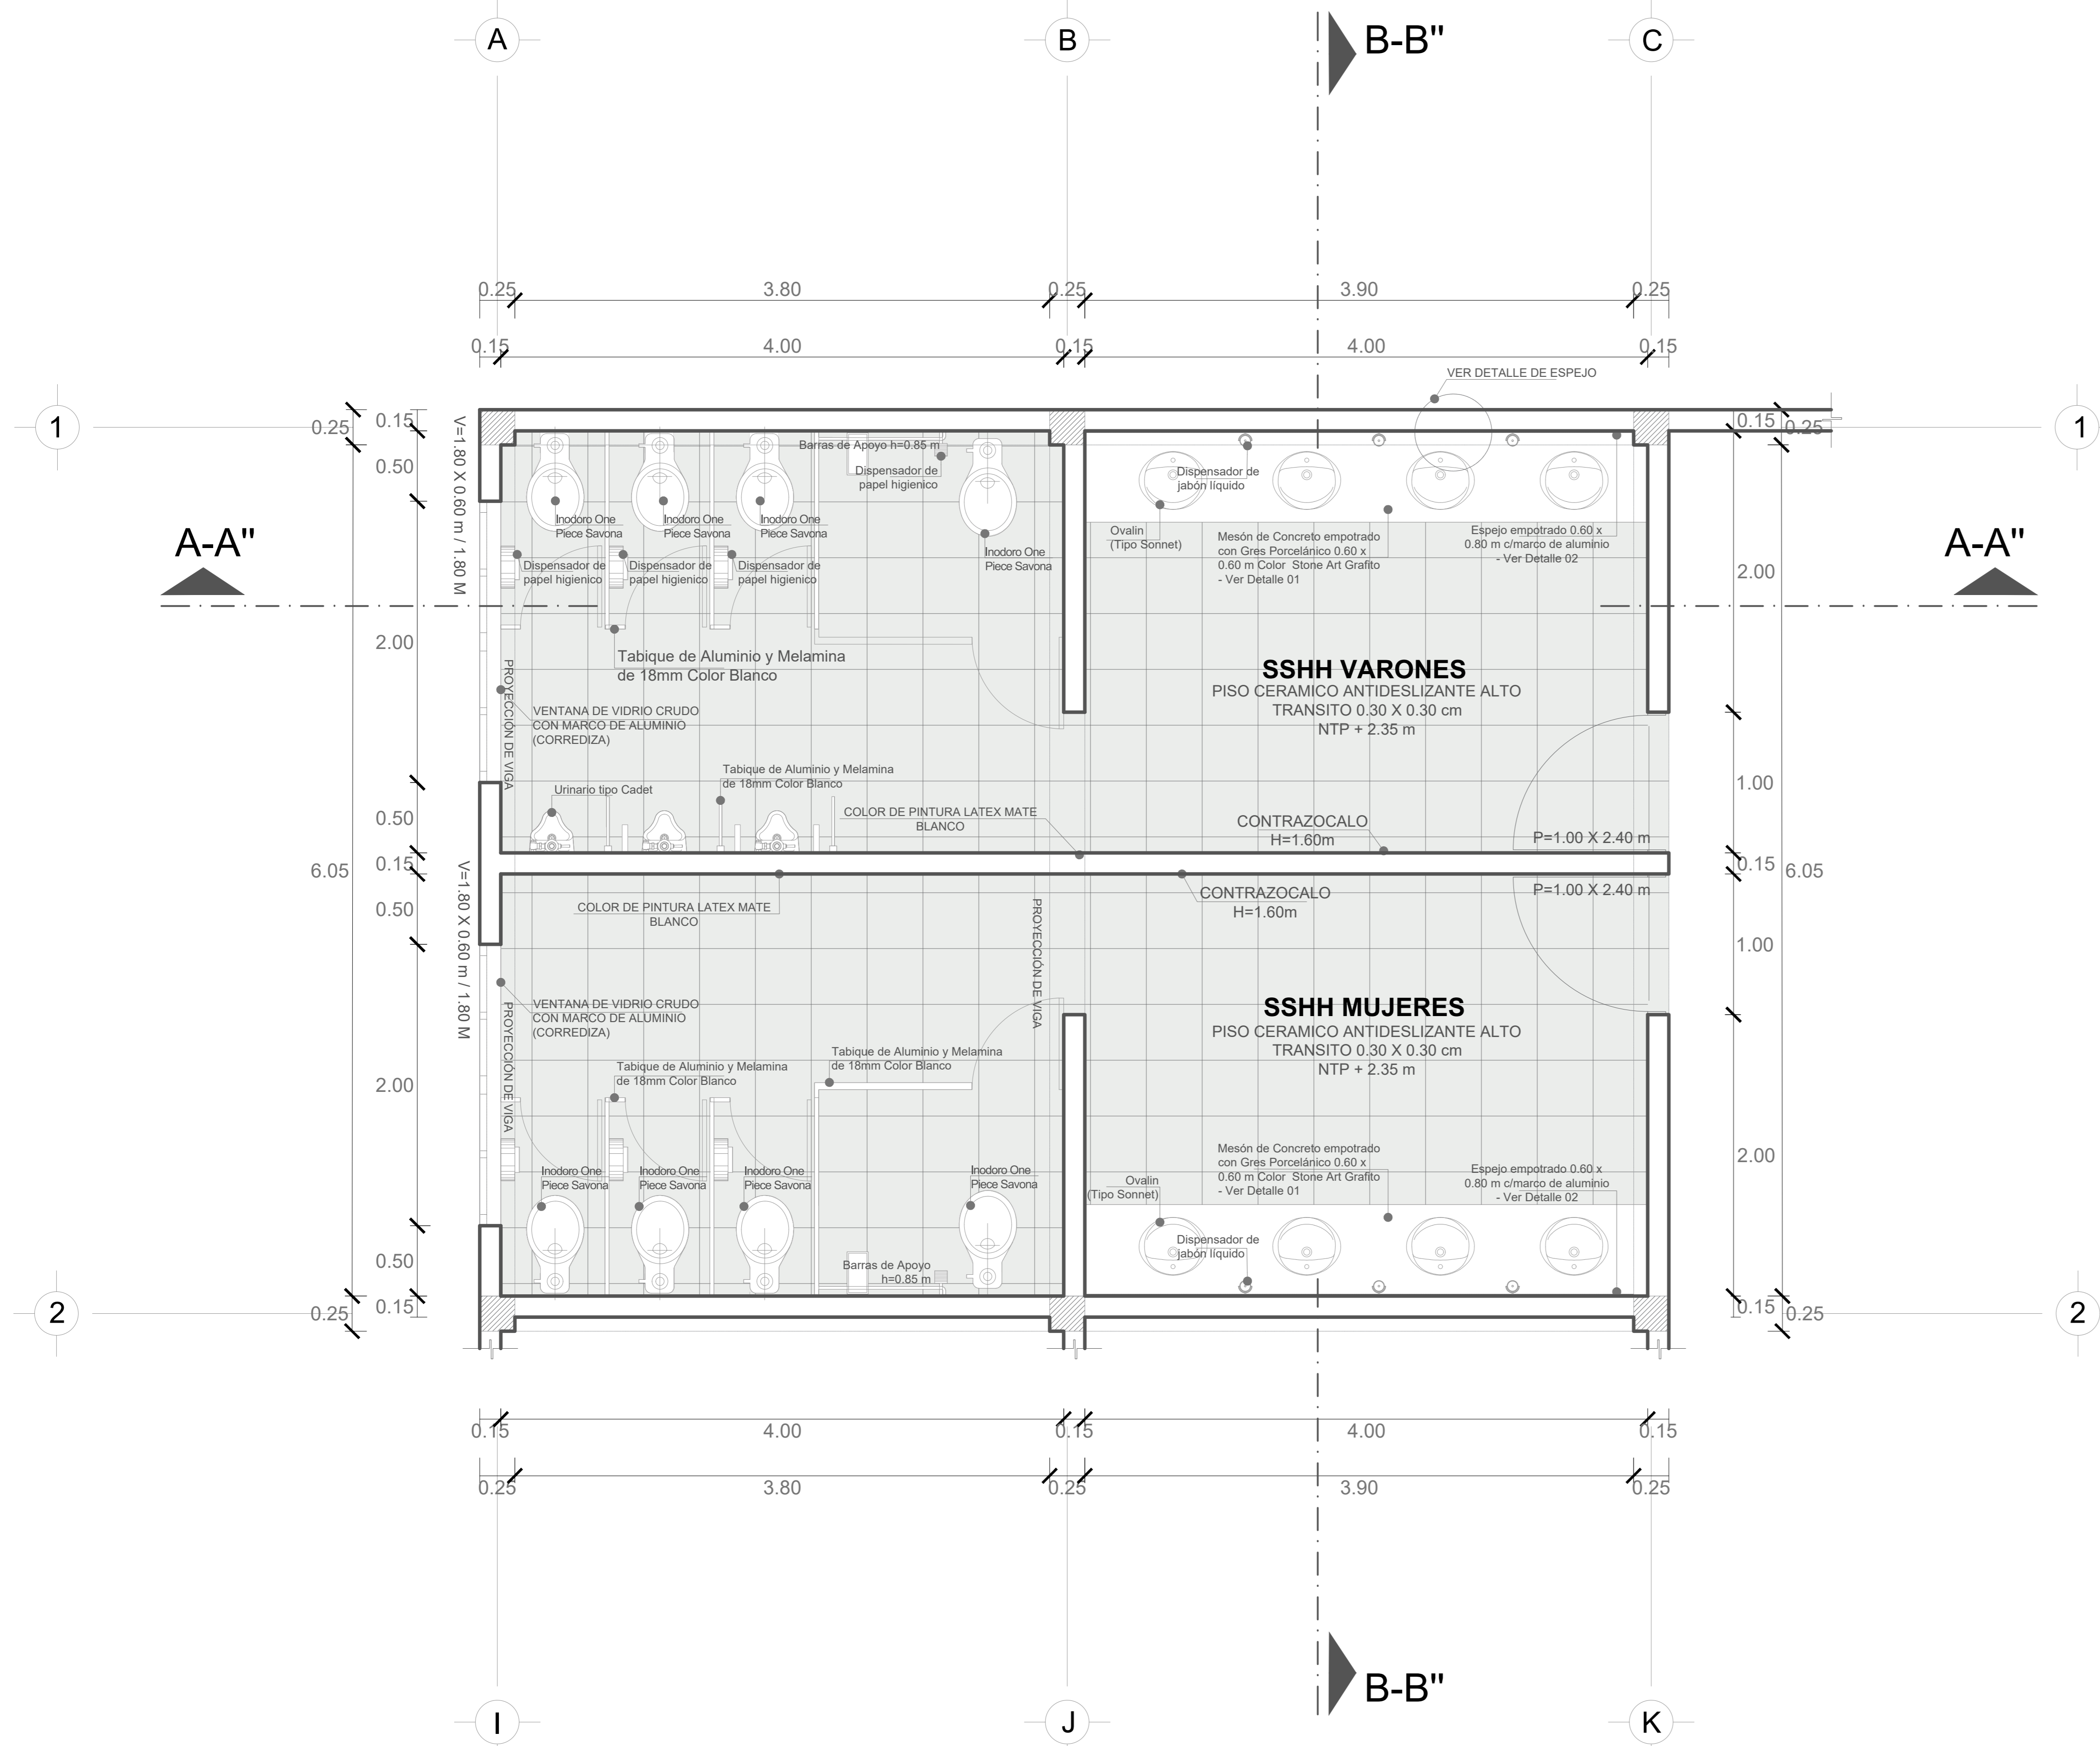 A
B
B-B"
C
0.25
3.80
0.25
3.90
0.25
0.15
4.00
0.15
4.00
0.15
VER DETALLE DE ESPEJO
1
0.25
0.15
0.50
2.00
0.50
0.15
0.50
2.00
0.50
0.15
6.05
0.25
V=1.80 X 0.60 m / 1.80 M
V=1.80 X 0.60 m / 1.80 M
0.15
0.25
1
A-A"
A-A"
Barras de Apoyo h=0.85 m
Dispensador de
papel higienico
Inodoro One
Piece Savona
Inodoro One
Piece Savona
Inodoro One
Piece Savona
Inodoro One
Piece Savona
Dispensador de
papel higienico
Dispensador de
papel higienico
Dispensador de
papel higienico
Dispensador de
jabón líquido
Ovalin
(Tipo Sonnet)
Mesón de Concreto empotrado
con Gres Porcelánico 0.60 x
0.60 m Color Stone Art Grafito
- Ver Detalle 01
Espejo empotrado 0.60 x
0.80 m c/marco de aluminio
- Ver Detalle 02
2.00
Tabique de Aluminio y Melamina
de 18mm Color Blanco
PROYECCIÓN DE VIGA
VENTANA DE VIDRIO CRUDO
CON MARCO DE ALUMINIO
(CORREDIZA)
SSHH VARONES
PISO CERAMICO ANTIDESLIZANTE ALTO
TRANSITO 0.30 X 0.30 cm
NTP + 2.35 m
Tabique de Aluminio y Melamina
de 18mm Color Blanco
Urinario tipo Cadet
COLOR DE PINTURA LATEX MATE
BLANCO
CONTRAZOCALO
H=1.60m
P=1.00 X 2.40 m
1.00
0.15
6.05
COLOR DE PINTURA LATEX MATE
BLANCO
CONTRAZOCALO
H=1.60m
P=1.00 X 2.40 m
1.00
PROYECCIÓN DE VIGA
PROYECCIÓN DE VIGA
VENTANA DE VIDRIO CRUDO
CON MARCO DE ALUMINIO
(CORREDIZA)
SSHH MUJERES
PISO CERAMICO ANTIDESLIZANTE ALTO
TRANSITO 0.30 X 0.30 cm
NTP + 2.35 m
Tabique de Aluminio y Melamina
de 18mm Color Blanco
Tabique de Aluminio y Melamina
de 18mm Color Blanco
Inodoro One
Piece Savona
Inodoro One
Piece Savona
Inodoro One
Piece Savona
Inodoro One
Piece Savona
Barras de Apoyo
h=0.85 m
Ovalin
(Tipo Sonnet)
Mesón de Concreto empotrado
con Gres Porcelánico 0.60 x
0.60 m Color Stone Art Grafito
- Ver Detalle 01
Espejo empotrado 0.60 x
0.80 m c/marco de aluminio
- Ver Detalle 02
Dispensador de
jabón líquido
2.00
0.15
0.25
2
2
0.15
4.00
0.15
4.00
0.15
0.25
3.80
0.25
3.90
0.25
B-B"
I
J
K